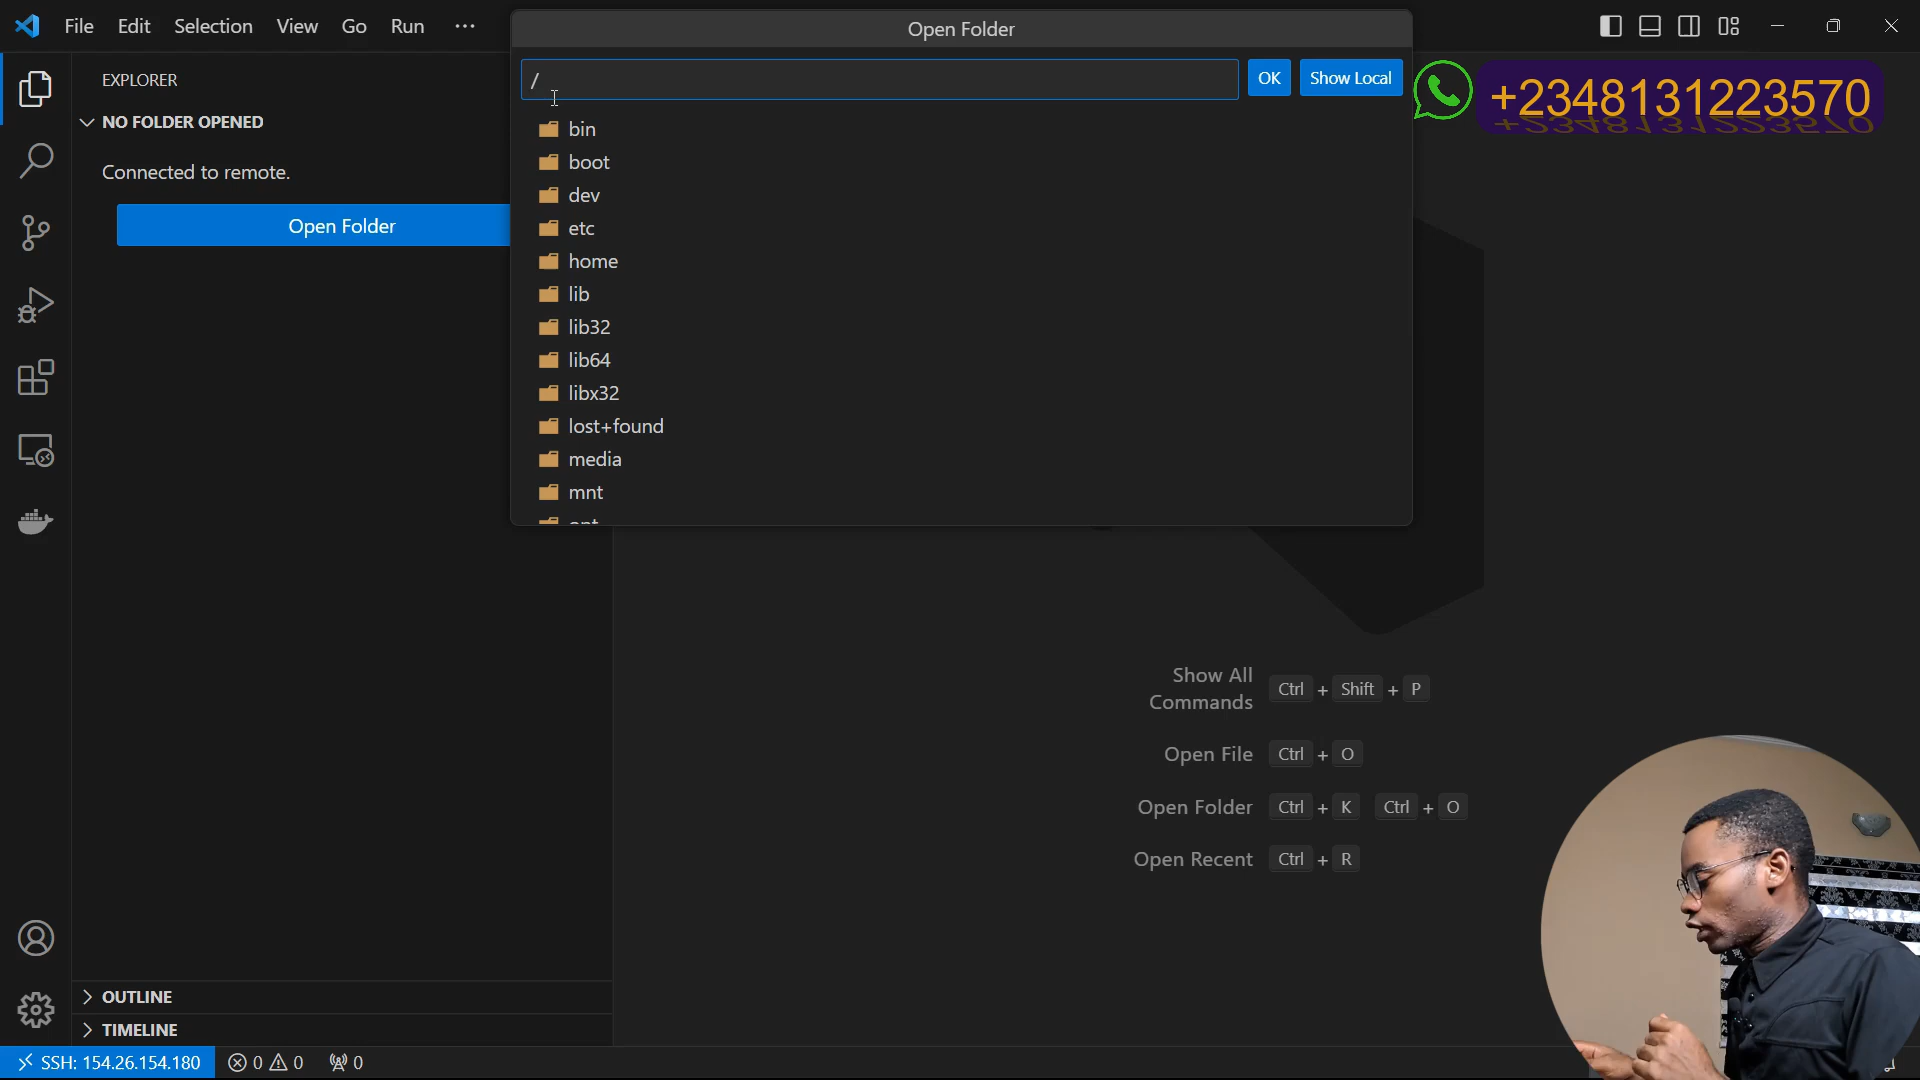 File Edit Selection View Go Run ···
Open Folder
/
OK
Show Local
+2348131223570
EXPLORER
NO FOLDER OPENED
Connected to remote.
Open Folder
bin
boot
dev
etc
home
lib
lib32
lib64
libx32
lost+found
media
mnt
Show All Commands Ctrl + Shift + P
Open File Ctrl + O
Open Folder Ctrl + K Ctrl + O
Open Recent Ctrl + R
OUTLINE
TIMELINE
SSH: 154.26.154.180 0 0 0